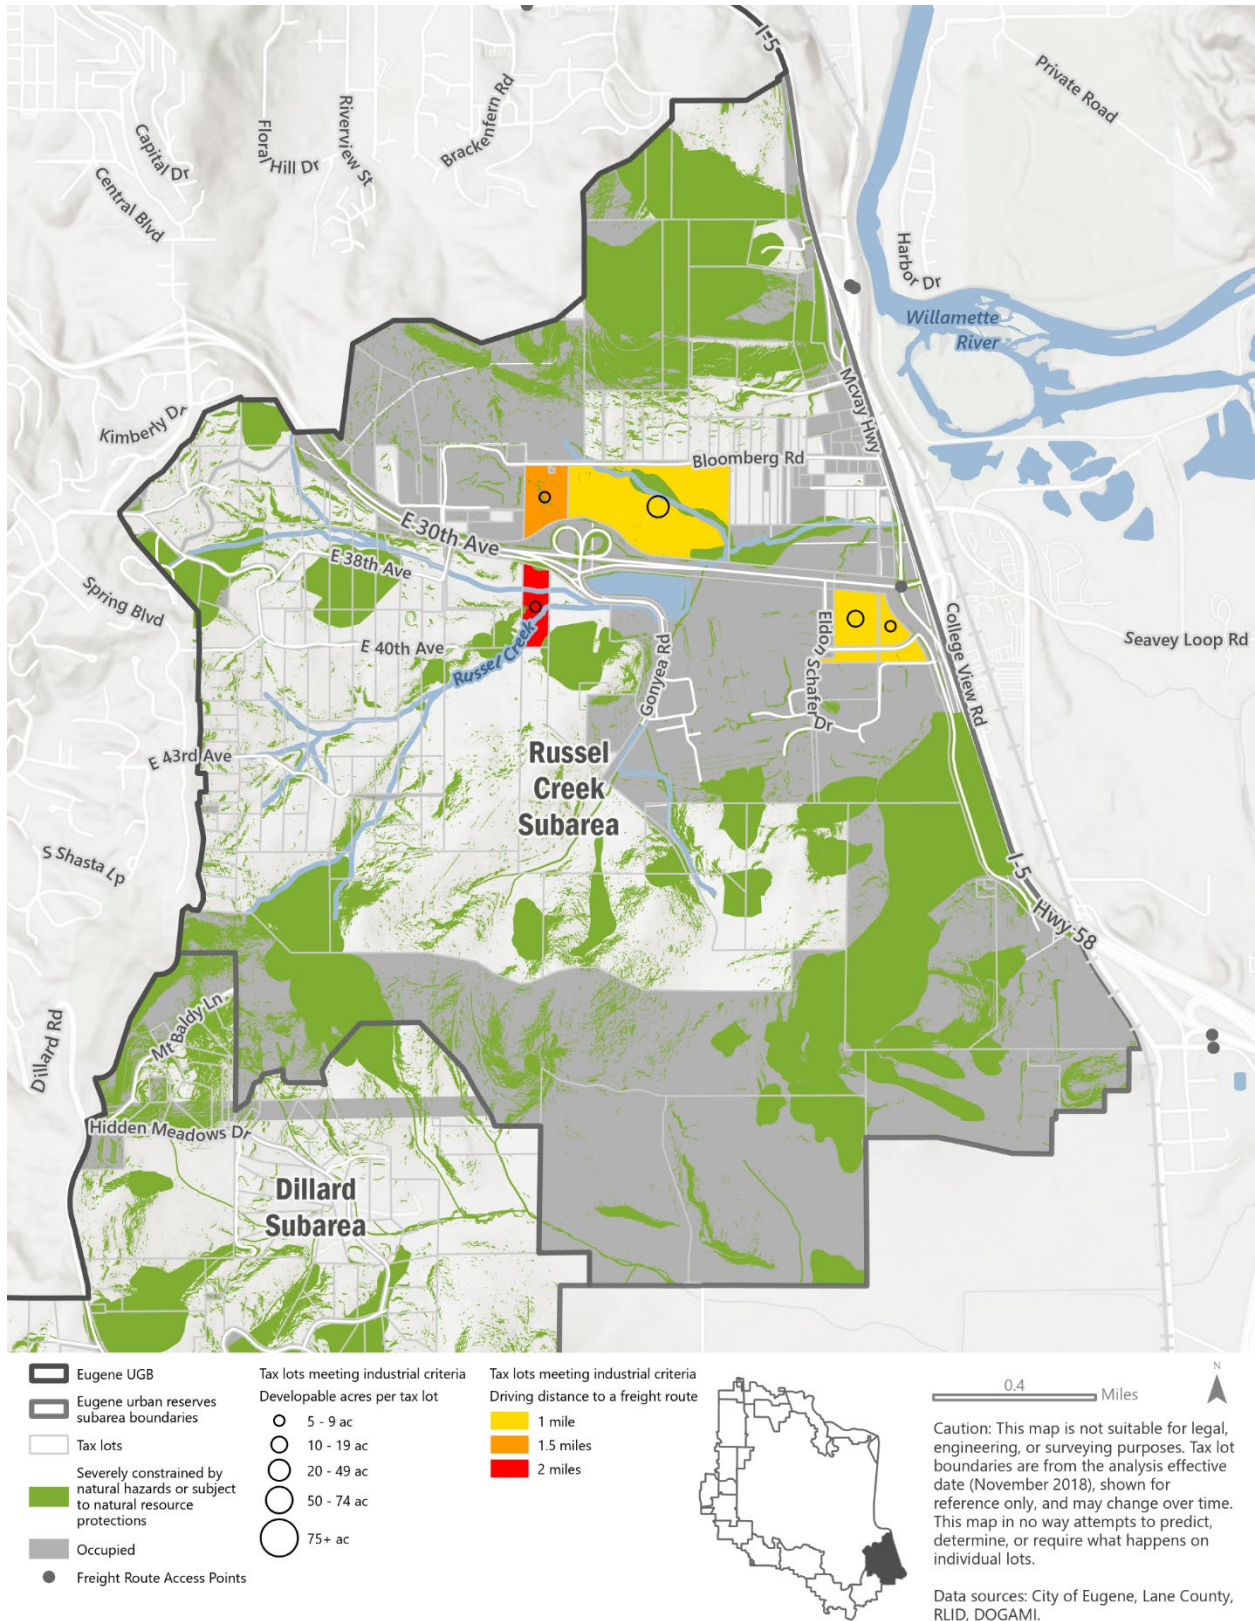 I-5
Private Road
Capital Dr
Floral
Hill Dr
Riverview St
Brackenfern Rd
Central Blvd
Harbor Dr
Willamette
River
Kimberly Dr
Mcvay Hwy
Bloomberg Rd
E 30th Ave
E 38th Ave
Spring Blvd
E 40th Ave
Russel Creek
Gonyea Rd
Eldon Schafer Dr
College View Rd
Seavey Loop Rd
E 43rd Ave
Russel
Creek
Subarea
S Shasta Lp
I-5
Hwy 58
Mt Baldy Ln
Dillard Rd
Hidden Meadows Dr
Dillard
Subarea
Eugene UGB
Eugene urban reserves
subarea boundaries
Tax lots
Severely constrained by
natural hazards or subject
to natural resource
protections
Occupied
Freight Route Access Points
Tax lots meeting industrial criteria
Developable acres per tax lot
5 - 9 ac
10 - 19 ac
20 - 49 ac
50 - 74 ac
75+ ac
Tax lots meeting industrial criteria
Driving distance to a freight route
1 mile
1.5 miles
2 miles
N
0.4
Miles
Caution: This map is not suitable for legal,
engineering, or surveying purposes. Tax lot
boundaries are from the analysis effective
date (November 2018), shown for
reference only, and may change over time.
This map in no way attempts to predict,
determine, or require what happens on
individual lots.
Data sources: City of Eugene, Lane County,
RLID, DOGAMI.